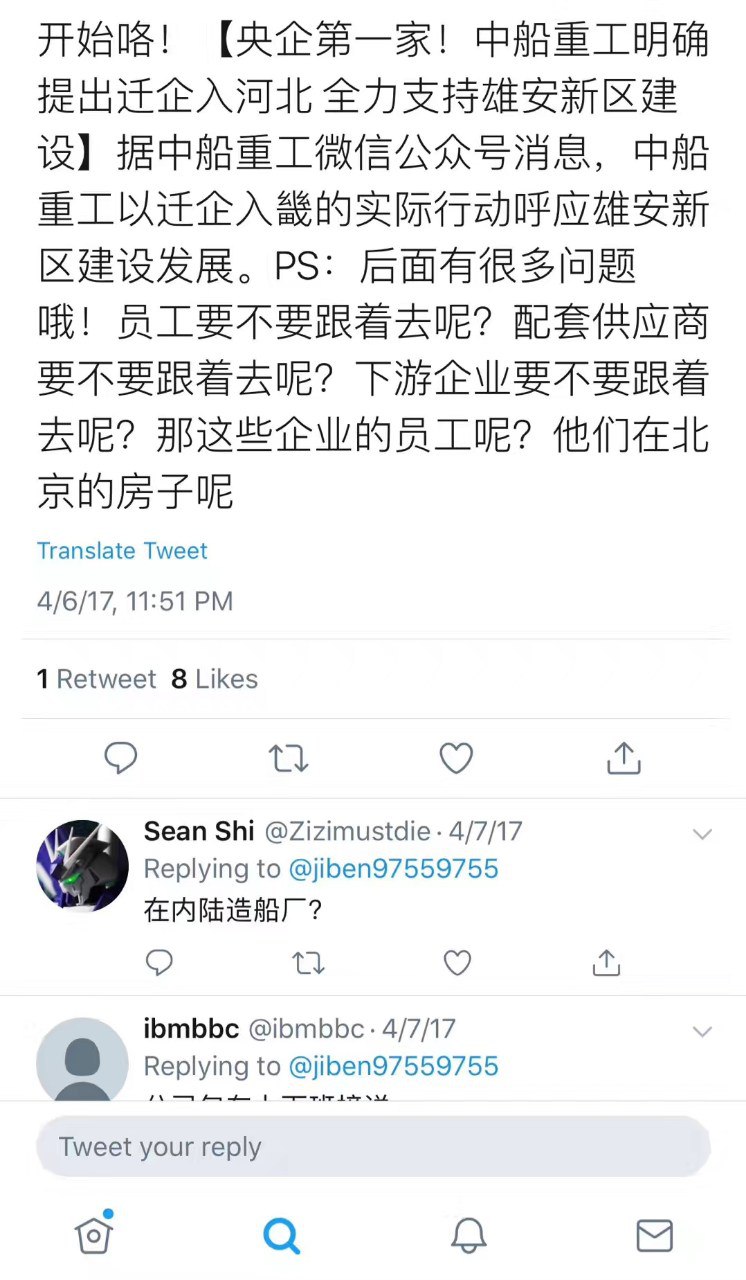 开始咯！【央企第一家！中船重工明确
提出迁企入河北 全力支持雄安新区建
设】据中船重工微信公众号消息，中船
重工以迁企入畿的实际行动呼应雄安新
区建设发展。PS：后面有很多问题
哦！员工要不要跟着去呢？配套供应商
要不要跟着去呢？下游企业要不要跟着
去呢？那这些企业的员工呢？他们在北
京的房子呢
Translate Tweet
4/6/17, 11:51 PM
1 Retweet 8 Likes
Sean Shi @Zizimustdie · 4/7/17
Replying to @jiben97559755
在内陆造船厂？
ibmbbc @ibmbbc · 4/7/17
Replying to @jiben97559755
Tweet your reply